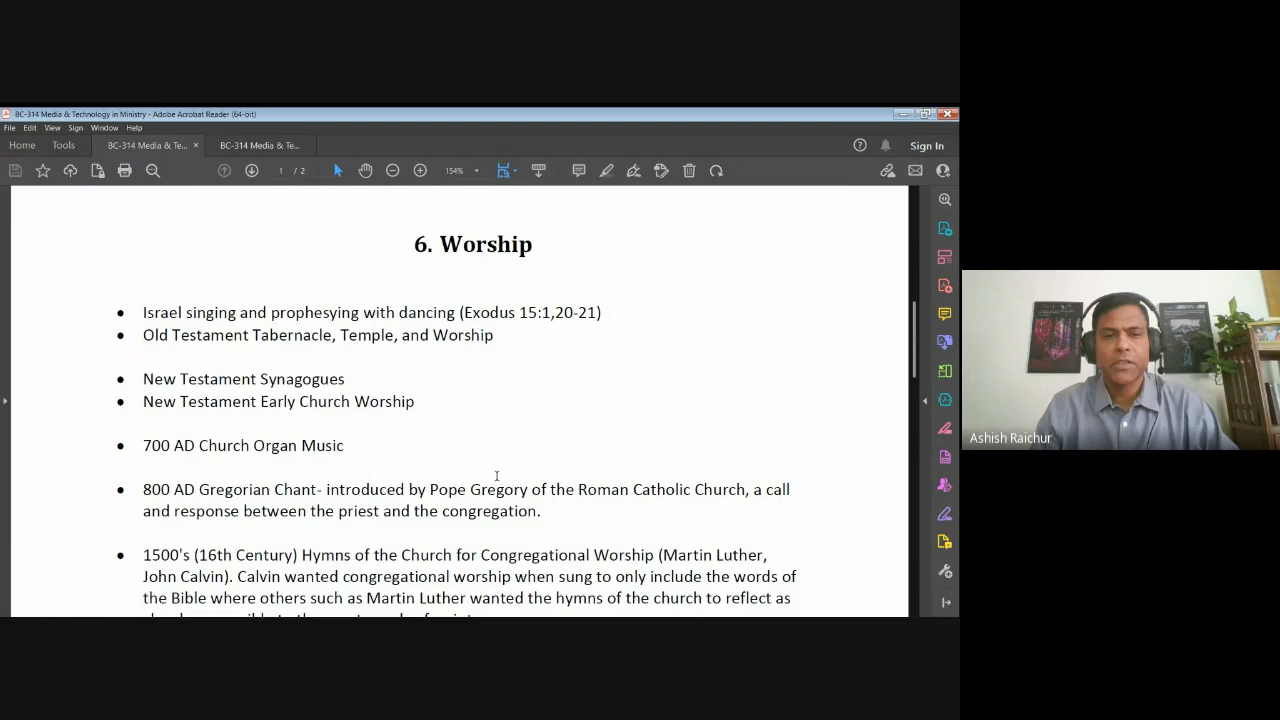 BC-314 Media & Technology in Ministry - Adobe Acrobat Reader (64-bit)
File Edit View Sign Window Help
Home Tools BC-314 Media & Te... × BC-314 Media & Te... Sign In
1 / 2 154%
6. Worship
• Israel singing and prophesying with dancing (Exodus 15:1,20-21)
• Old Testament Tabernacle, Temple, and Worship
• New Testament Synagogues
• New Testament Early Church Worship
• 700 AD Church Organ Music
• 800 AD Gregorian Chant- introduced by Pope Gregory of the Roman Catholic Church, a call
and response between the priest and the congregation.
• 1500's (16th Century) Hymns of the Church for Congregational Worship (Martin Luther,
John Calvin). Calvin wanted congregational worship when sung to only include the words of
the Bible where others such as Martin Luther wanted the hymns of the church to reflect as
Ashish Raichur